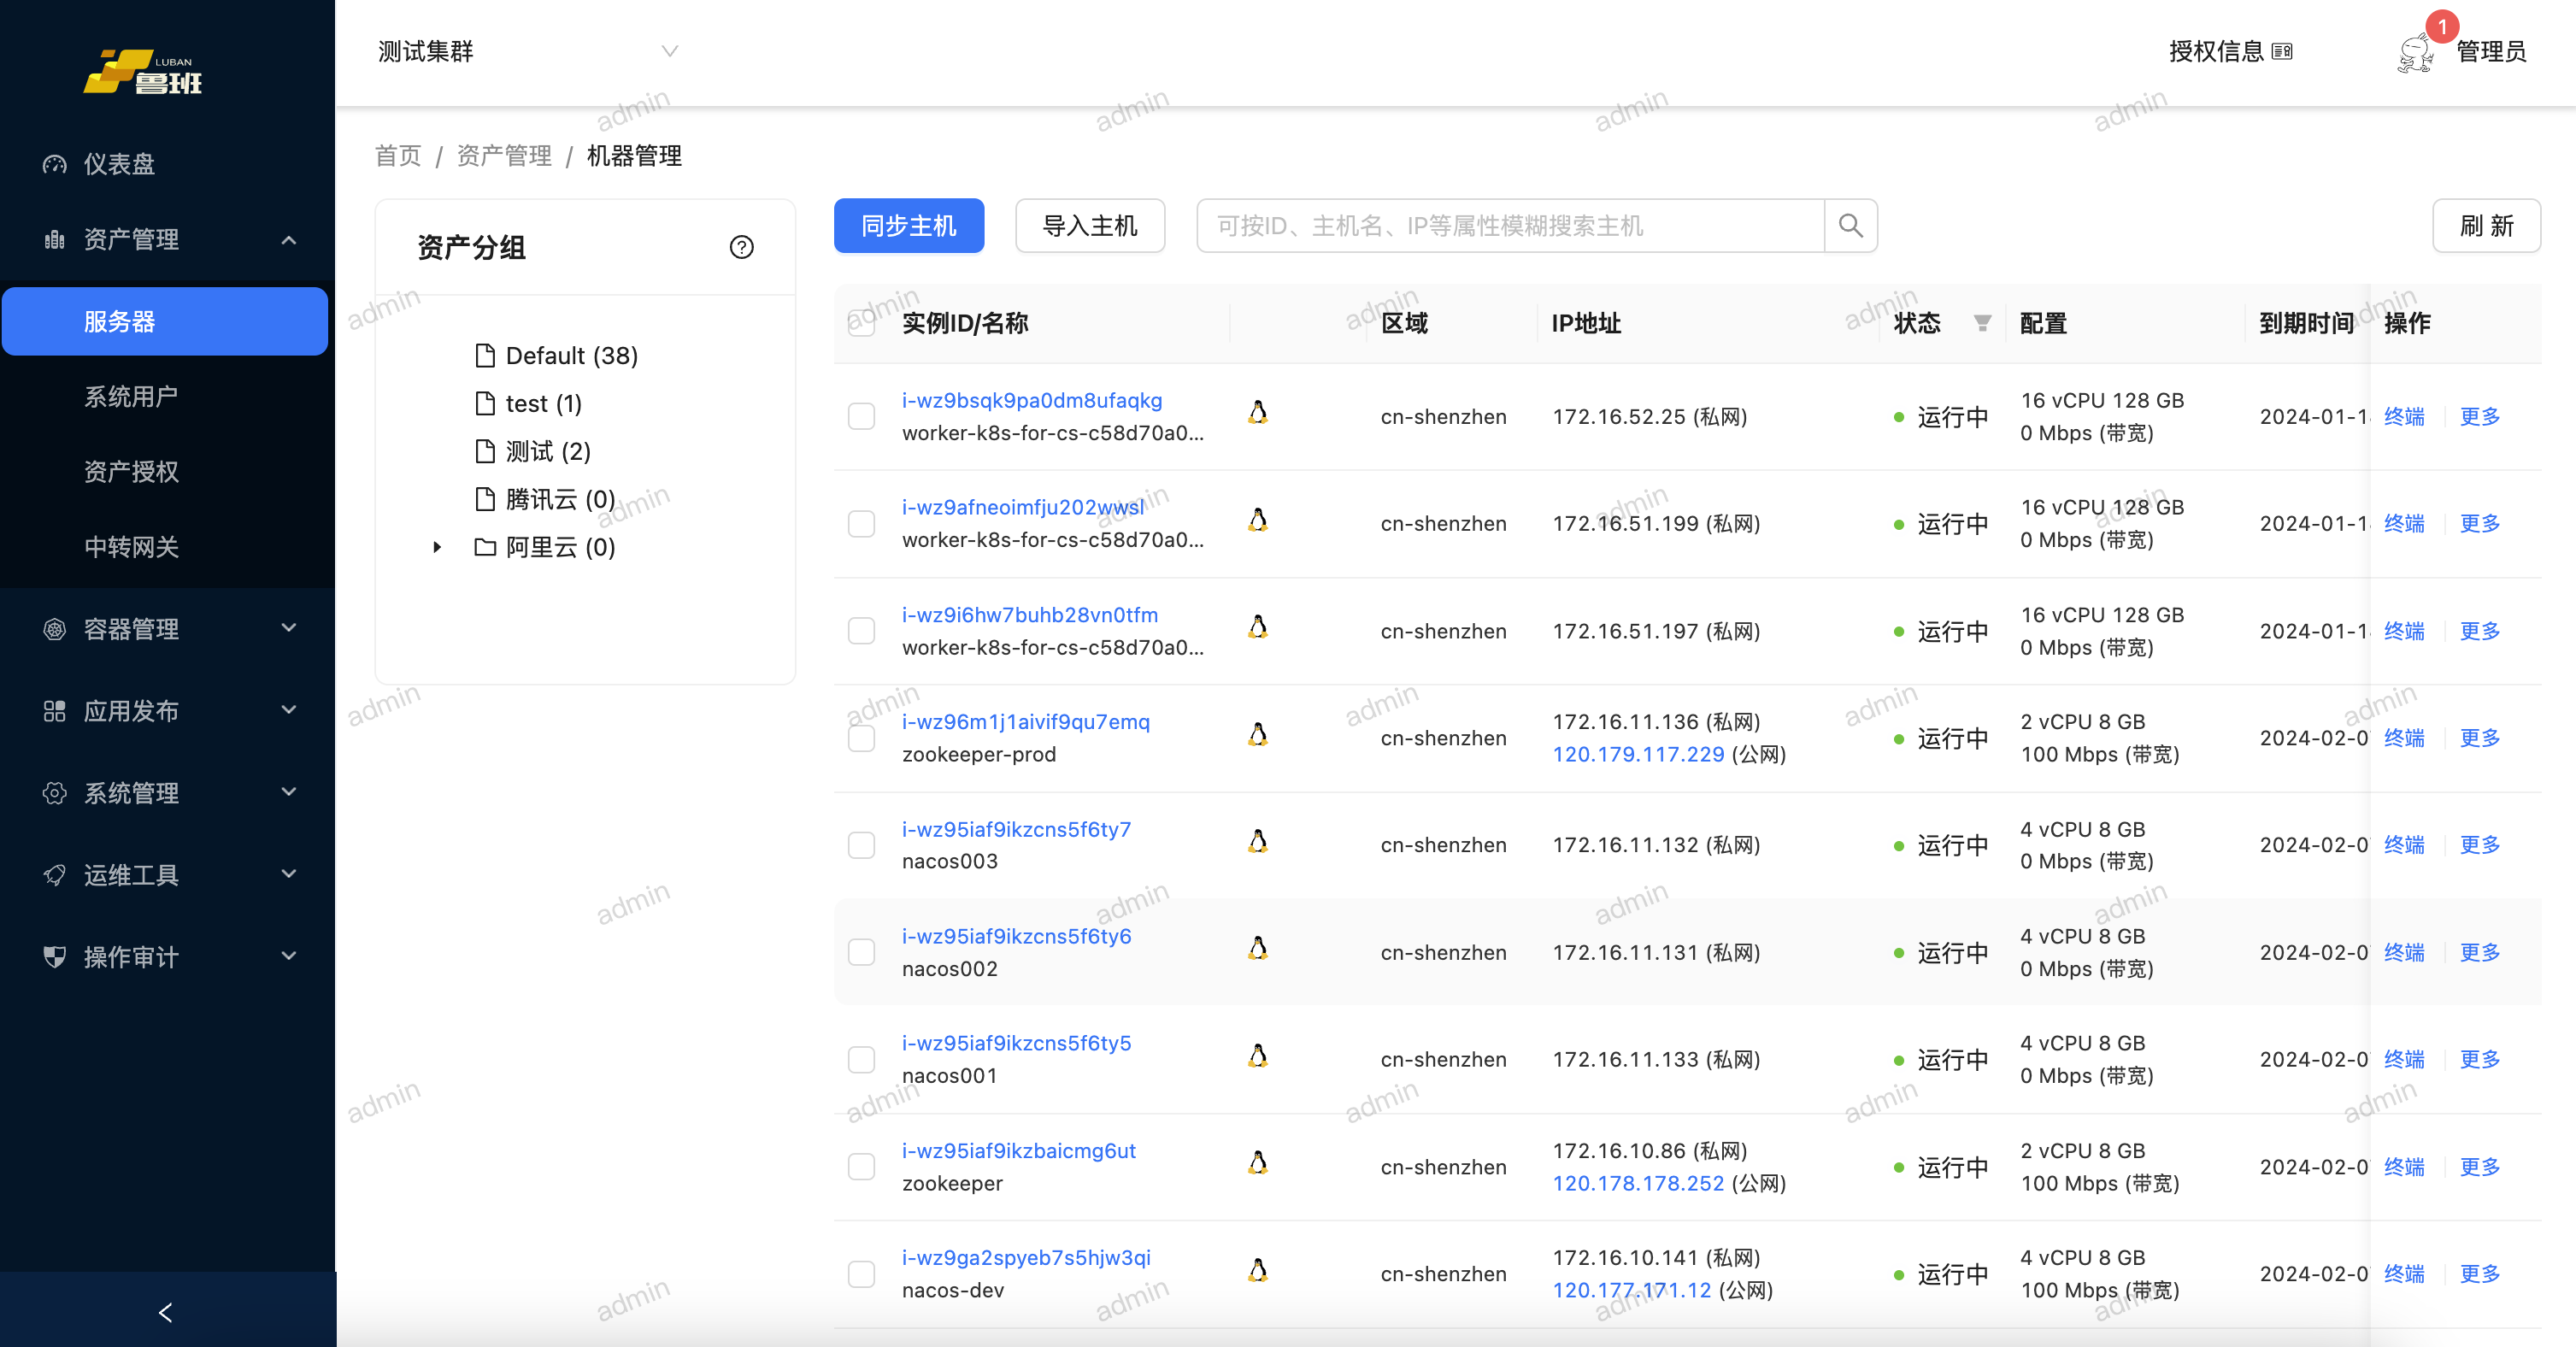 LUBAN
鲁班
仪表盘
资产管理
服务器
系统用户
资产授权
中转网关
容器管理
应用发布
系统管理
运维工具
操作审计
测试集群
授权信息
1
管理员
首页 / 资产管理 / 机器管理
资产分组
Default (38)
test (1)
测试 (2)
腾讯云 (0)
阿里云 (0)
同步主机
导入主机
可按ID、主机名、IP等属性模糊搜索主机
刷 新
实例ID/名称 区域 IP地址 状态 配置 到期时间 操作
i-wz9bsqk9pa0dm8ufaqkg
worker-k8s-for-cs-c58d70a0...
cn-shenzhen
172.16.52.25 (私网)
运行中
16 vCPU 128 GB
0 Mbps (带宽)
2024-01-1
终端 更多
i-wz9afneoimfju202wwsl
worker-k8s-for-cs-c58d70a0...
cn-shenzhen
172.16.51.199 (私网)
运行中
16 vCPU 128 GB
0 Mbps (带宽)
2024-01-1
终端 更多
i-wz9i6hw7buhb28vn0tfm
worker-k8s-for-cs-c58d70a0...
cn-shenzhen
172.16.51.197 (私网)
运行中
16 vCPU 128 GB
0 Mbps (带宽)
2024-01-1
终端 更多
i-wz96m1j1aivif9qu7emq
zookeeper-prod
cn-shenzhen
172.16.11.136 (私网)
120.179.117.229 (公网)
运行中
2 vCPU 8 GB
100 Mbps (带宽)
2024-02-0
终端 更多
i-wz95iaf9ikzcns5f6ty7
nacos003
cn-shenzhen
172.16.11.132 (私网)
运行中
4 vCPU 8 GB
0 Mbps (带宽)
2024-02-0
终端 更多
i-wz95iaf9ikzcns5f6ty6
nacos002
cn-shenzhen
172.16.11.131 (私网)
运行中
4 vCPU 8 GB
0 Mbps (带宽)
2024-02-0
终端 更多
i-wz95iaf9ikzcns5f6ty5
nacos001
cn-shenzhen
172.16.11.133 (私网)
运行中
4 vCPU 8 GB
0 Mbps (带宽)
2024-02-0
终端 更多
i-wz95iaf9ikzbaicmg6ut
zookeeper
cn-shenzhen
172.16.10.86 (私网)
120.178.178.252 (公网)
运行中
2 vCPU 8 GB
100 Mbps (带宽)
2024-02-0
终端 更多
i-wz9ga2spyeb7s5hjw3qi
nacos-dev
cn-shenzhen
172.16.10.141 (私网)
120.177.171.12 (公网)
运行中
4 vCPU 8 GB
100 Mbps (带宽)
2024-02-0
终端 更多
admin